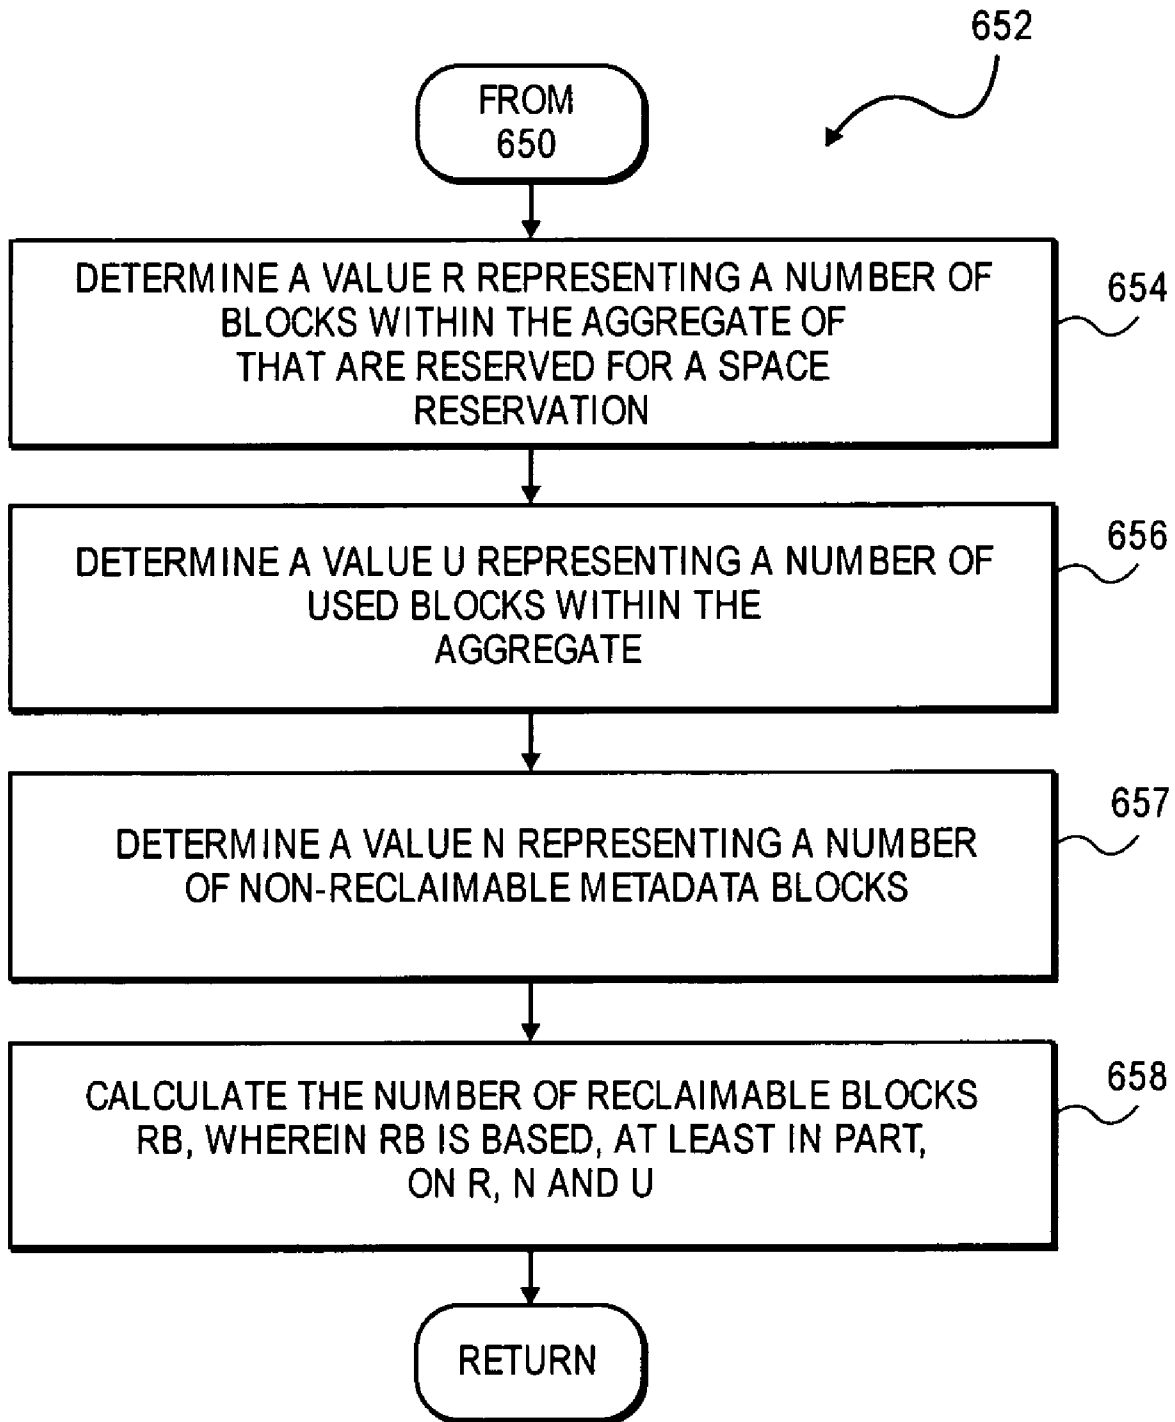 652
FROM
650
DETERMINE A VALUE R REPRESENTING A NUMBER OF
BLOCKS WITHIN THE AGGREGATE OF
THAT ARE RESERVED FOR A SPACE
RESERVATION
654
DETERMINE A VALUE U REPRESENTING A NUMBER OF
USED BLOCKS WITHIN THE
AGGREGATE
656
DETERMINE A VALUE N REPRESENTING A NUMBER
OF NON-RECLAIMABLE METADATA BLOCKS
657
CALCULATE THE NUMBER OF RECLAIMABLE BLOCKS
RB, WHEREIN RB IS BASED, AT LEAST IN PART,
ON R, N AND U
658
RETURN